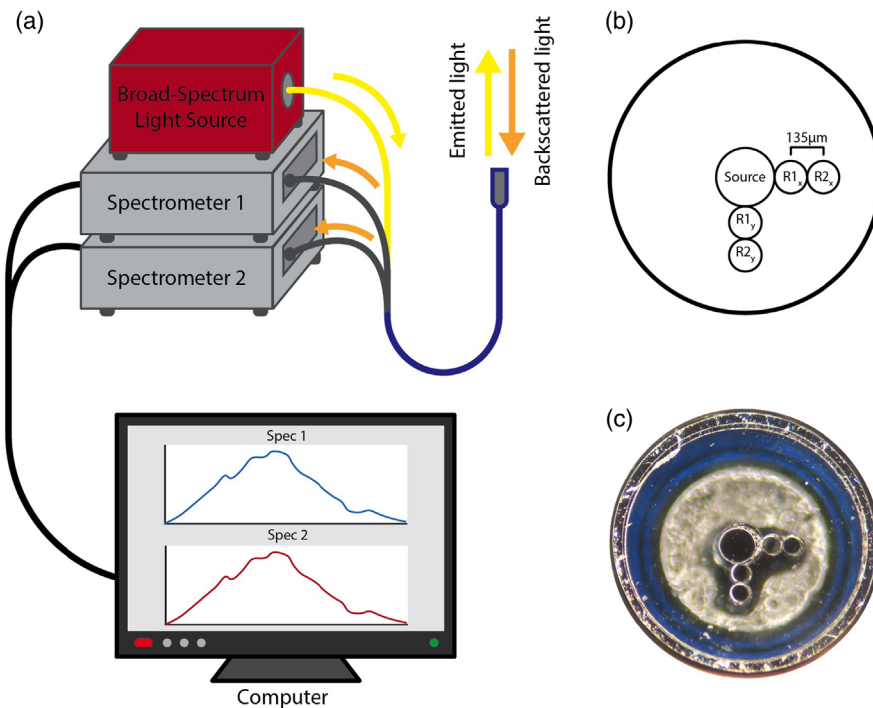 (a)
Broad-Spectrum
Light Source
Spectrometer 1
Spectrometer 2
Emitted light
Backscattered light
Spec 1
Spec 2
Computer
(b)
135µm
Source
R1x
R2x
R1y
R2y
(c)